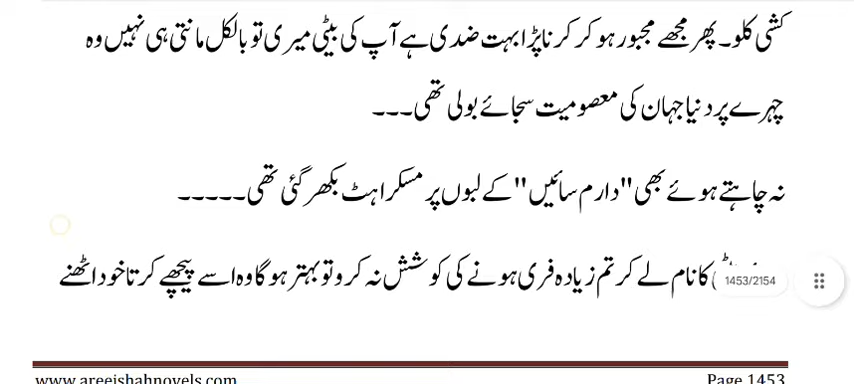 کشی کلو۔ پھر مجھے مجبور ہو کر کرنا پڑا بہت ضدی ہے آپ کی بیٹی میری تو بالکل مانتی ہی نہیں وہ
چہرے پر دنیا جہان کی معصومیت سجائے بولی تھی۔۔۔
نہ چاہتے ہوئے بھی "دارم سائیں" کے لبوں پر مسکراہٹ بکھر گئی تھی۔۔۔۔۔
کا نام لے کر تم زیادہ فری ہونے کی کوشش نہ کرو تو بہتر ہو گا وہ اسے پیچھے کرتا خود اٹھنے
1453/2154
www.areejshahnovels.com Page 1453